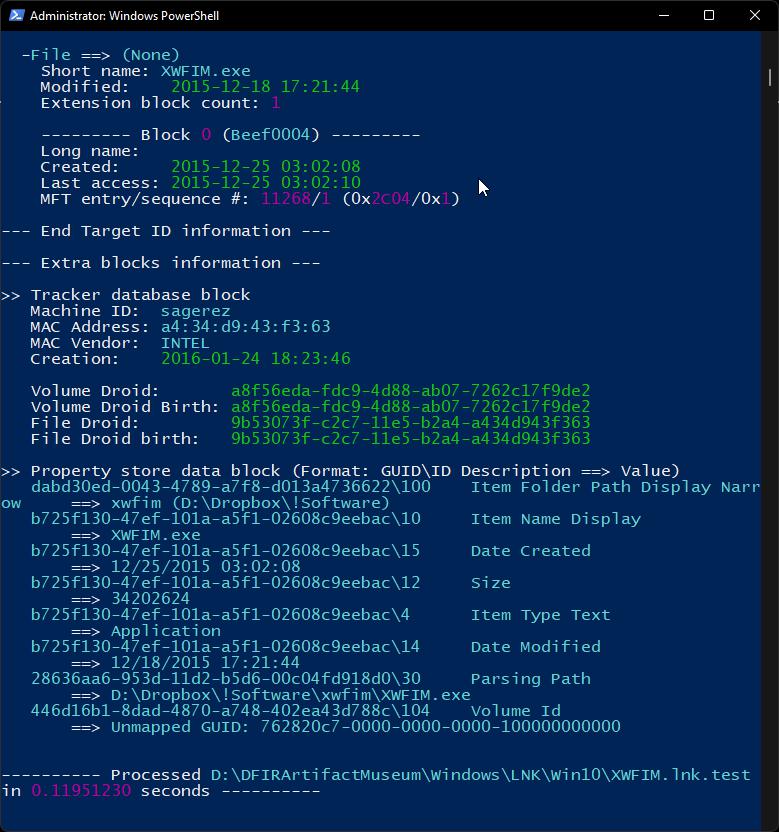 Administrator: Windows PowerShell
-File ==> (None)
Short name: XWFIM.exe
Modified:    2015-12-18 17:21:44
Extension block count: 1
--------- Block 0 (Beef0004) ---------
Long name:
Created:     2015-12-25 03:02:08
Last access: 2015-12-25 03:02:10
MFT entry/sequence #: 11268/1 (0x2C04/0x1)
--- End Target ID information ---
--- Extra blocks information ---
>> Tracker database block
Machine ID:  sagerez
MAC Address: a4:34:d9:43:f3:63
MAC Vendor:  INTEL
Creation:    2016-01-24 18:23:46
Volume Droid:       a8f56eda-fdc9-4d88-ab07-7262c17f9de2
Volume Droid Birth: a8f56eda-fdc9-4d88-ab07-7262c17f9de2
File Droid:         9b53073f-c2c7-11e5-b2a4-a434d943f363
File Droid birth:   9b53073f-c2c7-11e5-b2a4-a434d943f363
>> Property store data block (Format: GUID\ID Description ==> Value)
dabd30ed-0043-4789-a7f8-d013a4736622\100    Item Folder Path Display Narr
ow     ==> xwfim (D:\Dropbox\!Software)
b725f130-47ef-101a-a5f1-02608c9eebac\10     Item Name Display
==> XWFIM.exe
b725f130-47ef-101a-a5f1-02608c9eebac\15     Date Created
==> 12/25/2015 03:02:08
b725f130-47ef-101a-a5f1-02608c9eebac\12     Size
==> 34202624
b725f130-47ef-101a-a5f1-02608c9eebac\4      Item Type Text
==> Application
b725f130-47ef-101a-a5f1-02608c9eebac\14     Date Modified
==> 12/18/2015 17:21:44
28636aa6-953d-11d2-b5d6-00c04fd918d0\30     Parsing Path
==> D:\Dropbox\!Software\xwfim\XWFIM.exe
446d16b1-8dad-4870-a748-402ea43d788c\104    Volume Id
==> Unmapped GUID: 762820c7-0000-0000-0000-100000000000
---------- Processed D:\DFIRArtifactMuseum\Windows\LNK\Win10\XWFIM.lnk.test
in 0.11951230 seconds ----------